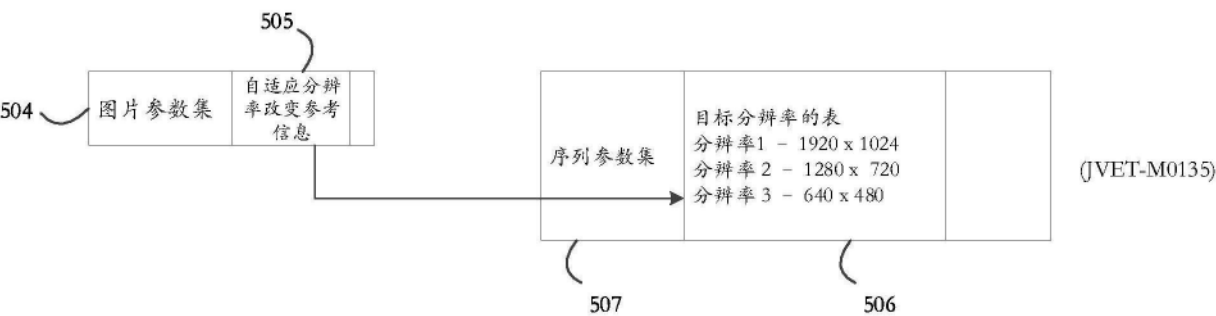 505
504
图片参数集
自适应分辨
率改变参考
信息
序列参数集
目标分辨率的表
分辨率1 – 1920 x 1024
分辨率 2 – 1280 x 720
分辨率 3 – 640 x 480
(JVET-M0135)
507
506